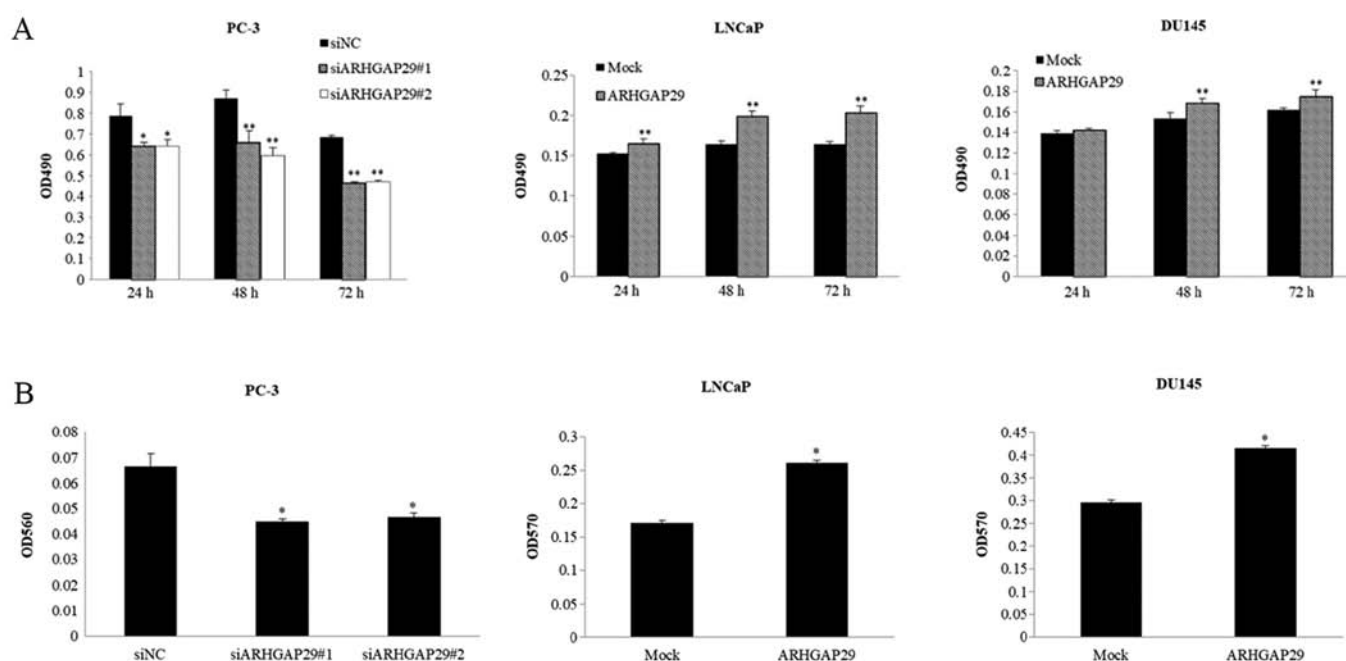 A
PC-3
siNC
siARHGAP29#1
siARHGAP29#2
OD490
1
0.9
0.8
0.7
0.6
0.5
0.4
0.3
0.2
0.1
0
* *
** **
** **
24 h 48 h 72 h
LNCaP
Mock
ARHGAP29
OD490
0.25
0.2
0.15
0.1
0.05
0
**
**
**
24 h 48 h 72 h
DU145
Mock
ARHGAP29
OD490
0.2
0.18
0.16
0.14
0.12
0.1
0.08
0.06
0.04
0.02
0
**
**
24 h 48 h 72 h
B
PC-3
OD560
0.08
0.07
0.06
0.05
0.04
0.03
0.02
0.01
0
*
*
siNC siARHGAP29#1 siARHGAP29#2
LNCaP
OD570
0.3
0.25
0.2
0.15
0.1
0.05
0
*
Mock ARHGAP29
DU145
OD570
0.45
0.4
0.35
0.3
0.25
0.2
0.15
0.1
0.05
0
*
Mock ARHGAP29